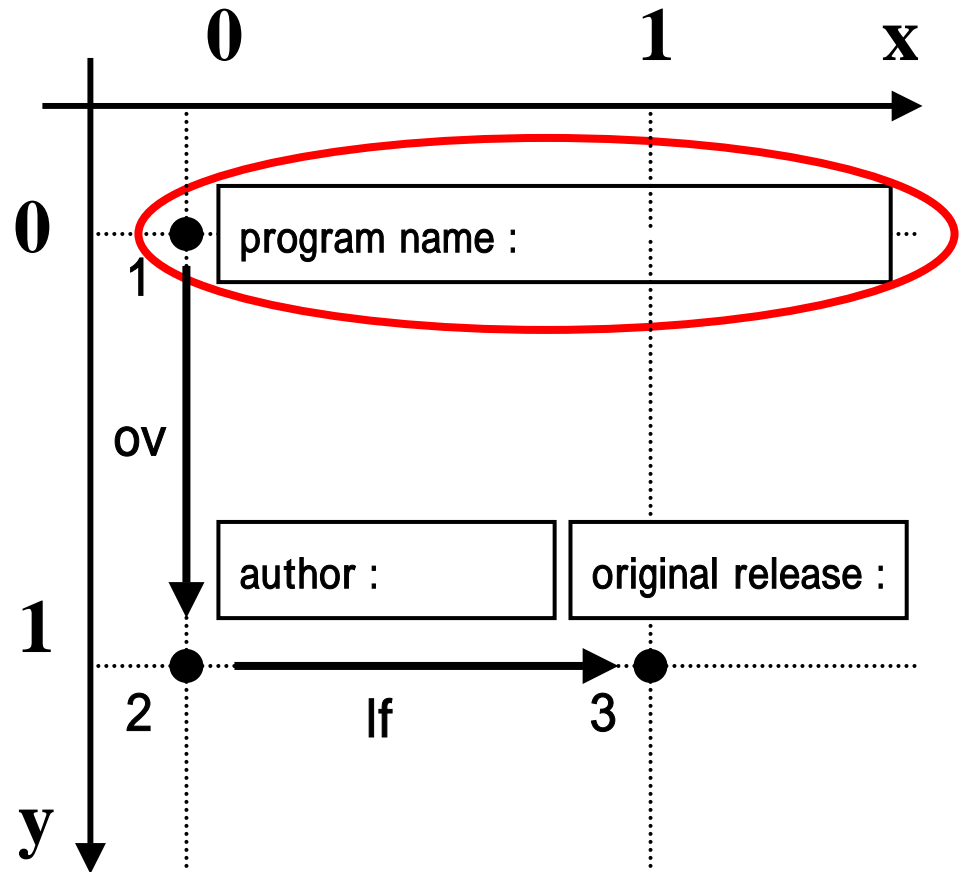 0 1 x
0
program name :
1
ov
author : original release :
1
2 lf 3
y